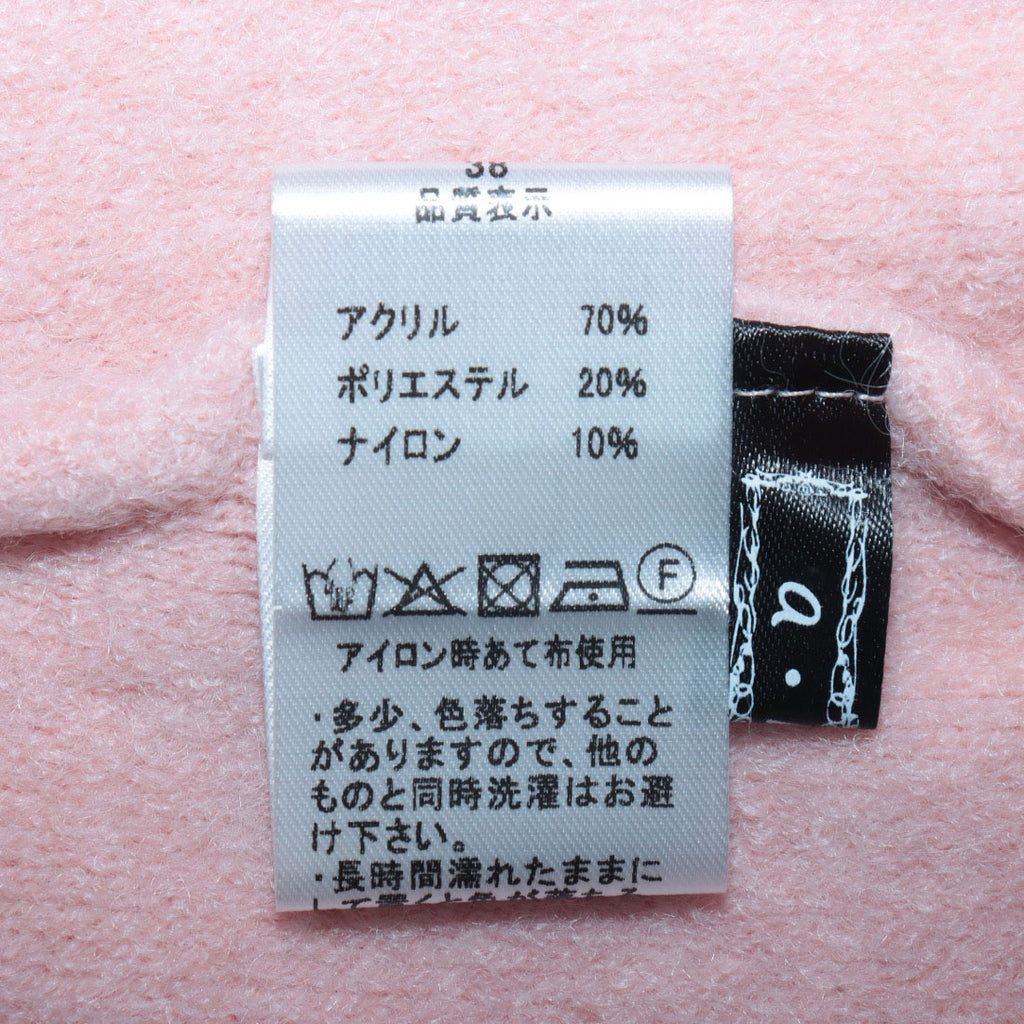 38
品質表示
アクリル 70%
ポリエステル 20%
ナイロン 10%
F
アイロン時あて布使用
・多少、色落ちすること
がありますので、他の
ものと同時洗濯はお避
け下さい。
・長時間濡れたままに
a.